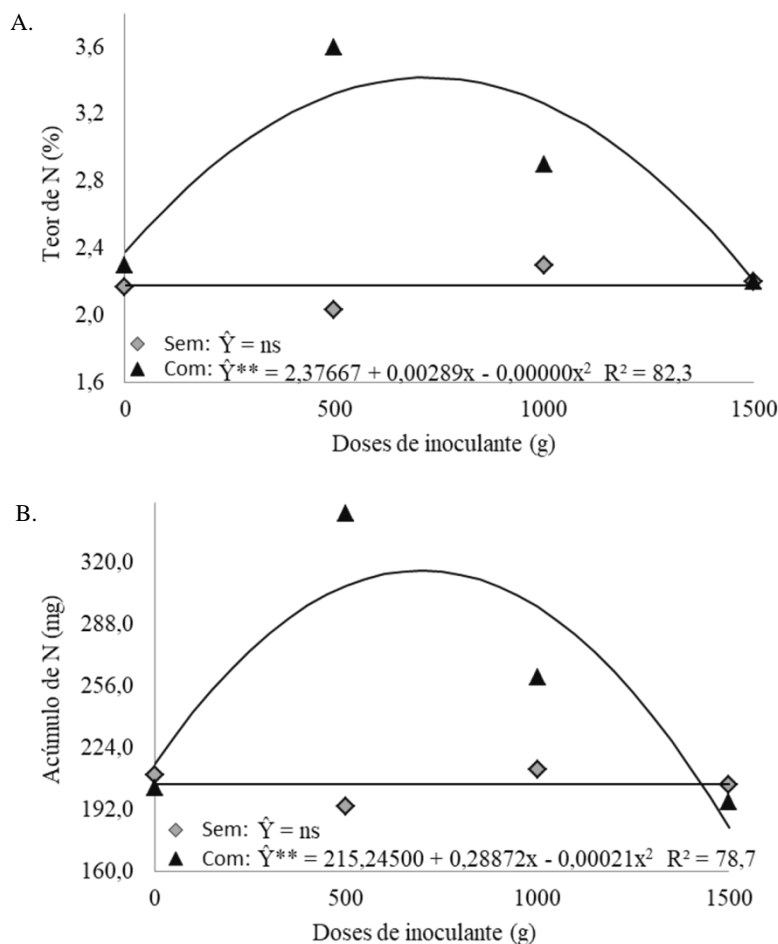 A.
Teor de N (%)
3,6
3,2
2,8
2,4
2,0
1,6
Sem: Ŷ = ns
Com: Ŷ** = 2,37667 + 0,00289x - 0,00000x² R² = 82,3
0 500 1000 1500
Doses de inoculante (g)
B.
Acúmulo de N (mg)
320,0
288,0
256,0
224,0
192,0
160,0
Sem: Ŷ = ns
Com: Ŷ** = 215,24500 + 0,28872x - 0,00021x² R² = 78,7
0 500 1000 1500
Doses de inoculante (g)